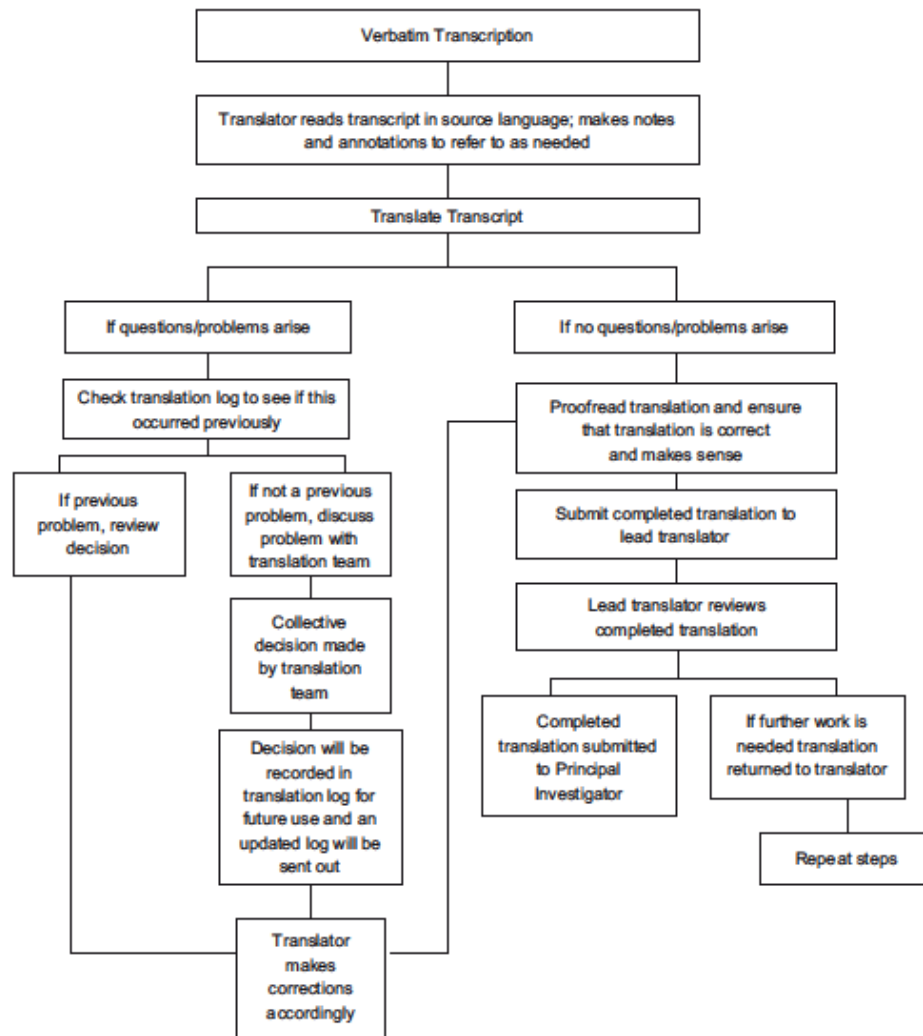 Verbatim Transcription
Translator reads transcript in source language; makes notes
and annotations to refer to as needed
Translate Transcript
If questions/problems arise
If no questions/problems arise
Check translation log to see if this
occurred previously
Proofread translation and ensure
that translation is correct
and makes sense
If previous
problem, review
decision
If not a previous
problem, discuss
problem with
translation team
Submit completed translation to
lead translator
Collective
decision made
by translation
team
Lead translator reviews
completed translation
Decision will be
recorded in
translation log for
future use and an
updated log will be
sent out
Completed
translation submitted
to Principal
Investigator
If further work is
needed translation
returned to translator
Repeat steps
Translator
makes
corrections
accordingly